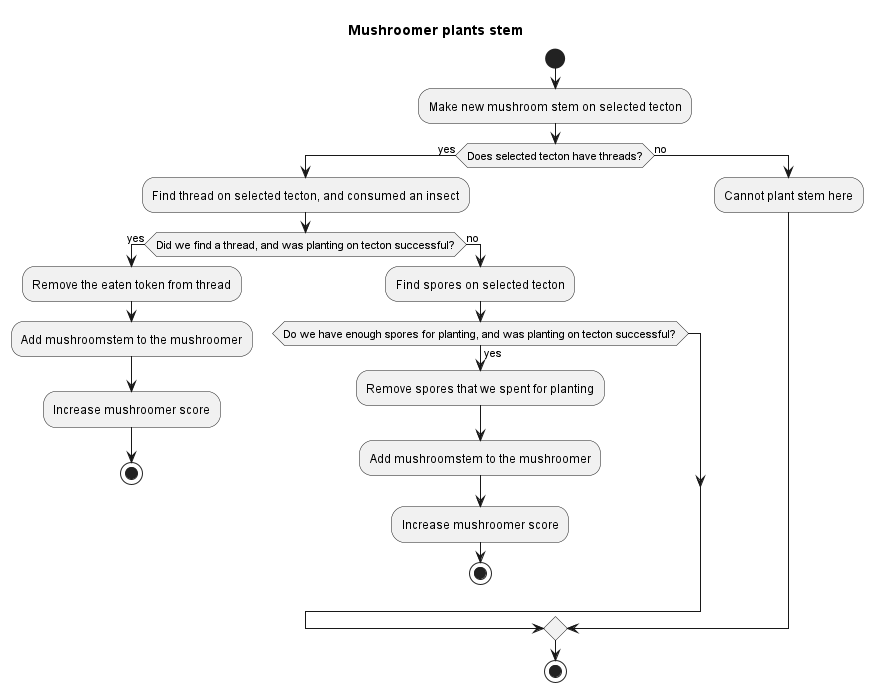 Mushroomer plants stem
Make new mushroom stem on selected tecton
Does selected tecton have threads?
yes
no
Find thread on selected tecton, and consumed an insect
Cannot plant stem here
Did we find a thread, and was planting on tecton successful?
yes
no
Remove the eaten token from thread
Find spores on selected tecton
Add mushroomstem to the mushroomer
Do we have enough spores for planting, and was planting on tecton successful?
yes
Increase mushroomer score
Remove spores that we spent for planting
Add mushroomstem to the mushroomer
Increase mushroomer score